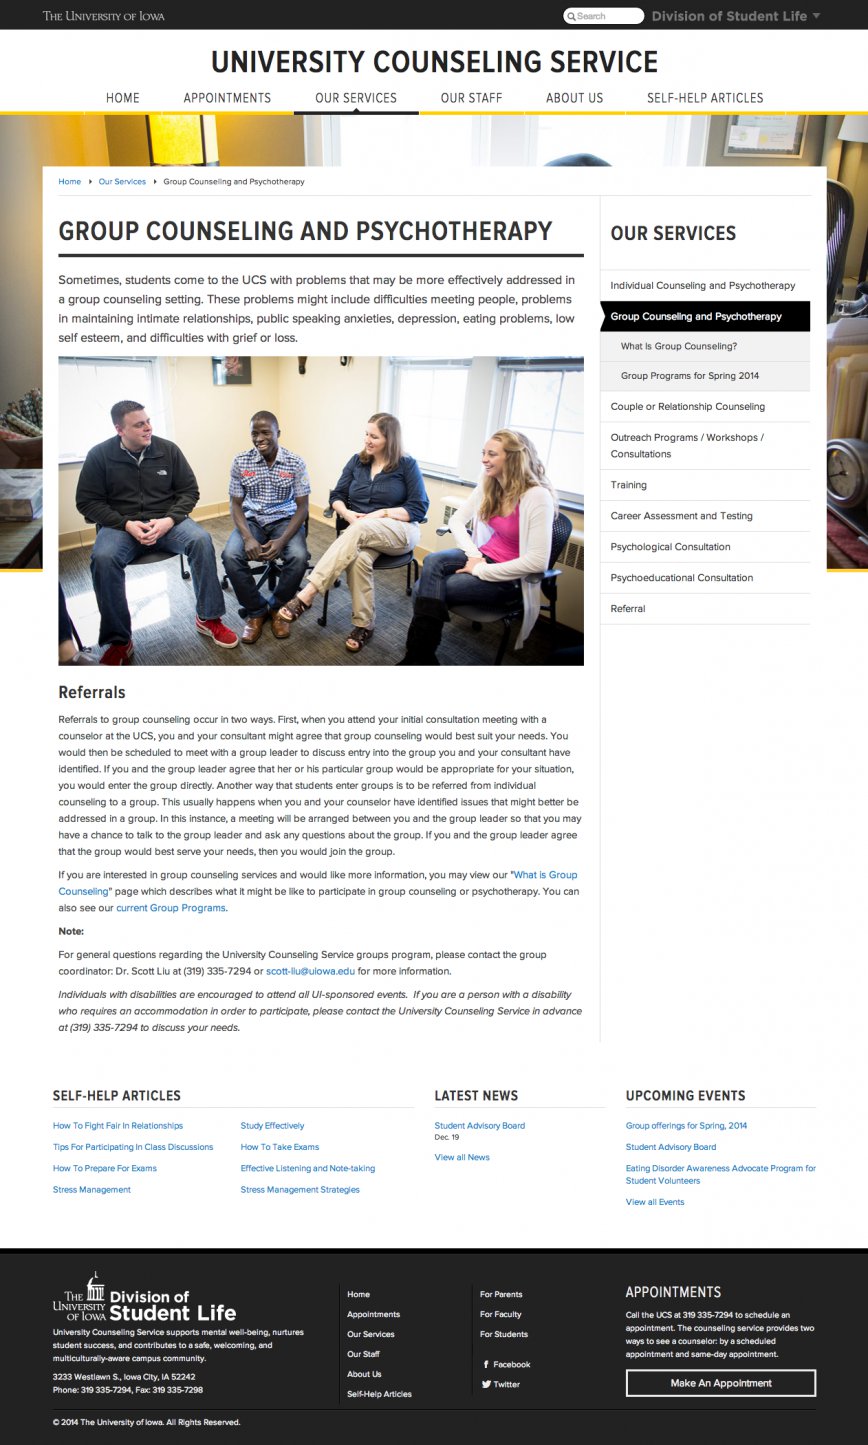 THE UNIVERSITY OF IOWA
Search
Division of Student Life
UNIVERSITY COUNSELING SERVICE
HOME
APPOINTMENTS
OUR SERVICES
OUR STAFF
ABOUT US
SELF-HELP ARTICLES
Home
Our Services
Group Counseling and Psychotherapy
GROUP COUNSELING AND PSYCHOTHERAPY
Sometimes, students come to the UCS with problems that may be more effectively addressed in
a group counseling setting. These problems might include difficulties meeting people, problems
in maintaining intimate relationships, public speaking anxieties, depression, eating problems, low
self esteem, and difficulties with grief or loss.
Referrals
Referrals to group counseling occur in two ways. First, when you attend your initial consultation meeting with a
counselor at the UCS, you and your consultant might agree that group counseling would best suit your needs. You
would then be scheduled to meet with a group leader to discuss entry into the group you and your consultant have
identified. If you and the group leader agree that her or his particular group would be appropriate for your situation,
you would enter the group directly. Another way that students enter groups is to be referred from individual
counseling to a group. This usually happens when you and your counselor have identified issues that might better be
addressed in a group. In this instance, a meeting will be arranged between you and the group leader so that you may
have a chance to talk to the group leader and ask any questions about the group. If you and the group leader agree
that the group would best serve your needs, then you would join the group.
If you are interested in group counseling services and would like more information, you may view our "What is Group
Counseling" page which describes what it might be like to participate in group counseling or psychotherapy. You can
also see our current Group Programs.
Note:
For general questions regarding the University Counseling Service groups program, please contact the group
coordinator: Dr. Scott Liu at (319) 335-7294 or scott-liu@uiowa.edu for more information.
Individuals with disabilities are encouraged to attend all UI-sponsored events. If you are a person with a disability
who requires an accommodation in order to participate, please contact the University Counseling Service in advance
at (319) 335-7294 to discuss your needs.
OUR SERVICES
Individual Counseling and Psychotherapy
Group Counseling and Psychotherapy
What Is Group Counseling?
Group Programs for Spring 2014
Couple or Relationship Counseling
Outreach Programs / Workshops /
Consultations
Training
Career Assessment and Testing
Psychological Consultation
Psychoeducational Consultation
Referral
SELF-HELP ARTICLES
How To Fight Fair In Relationships
Tips For Participating In Class Discussions
How To Prepare For Exams
Stress Management
Study Effectively
How To Take Exams
Effective Listening and Note-taking
Stress Management Strategies
LATEST NEWS
Student Advisory Board
Dec. 19
View all News
UPCOMING EVENTS
Group offerings for Spring, 2014
Student Advisory Board
Eating Disorder Awareness Advocate Program for
Student Volunteers
View all Events
THE UNIVERSITY OF IOWA
Division of
Student Life
University Counseling Service supports mental well-being, nurtures
student success, and contributes to a safe, welcoming, and
multiculturally-aware campus community.
3233 Westlawn S., Iowa City, IA 52242
Phone: 319 335-7294, Fax: 319 335-7298
Home
Appointments
Our Services
Our Staff
About Us
Self-Help Articles
For Parents
For Faculty
For Students
Facebook
Twitter
APPOINTMENTS
Call the UCS at 319 335-7294 to schedule an
appointment. The counseling service provides two
ways to see a counselor: by a scheduled
appointment and same-day appointment.
Make An Appointment
© 2014 The University of Iowa. All Rights Reserved.